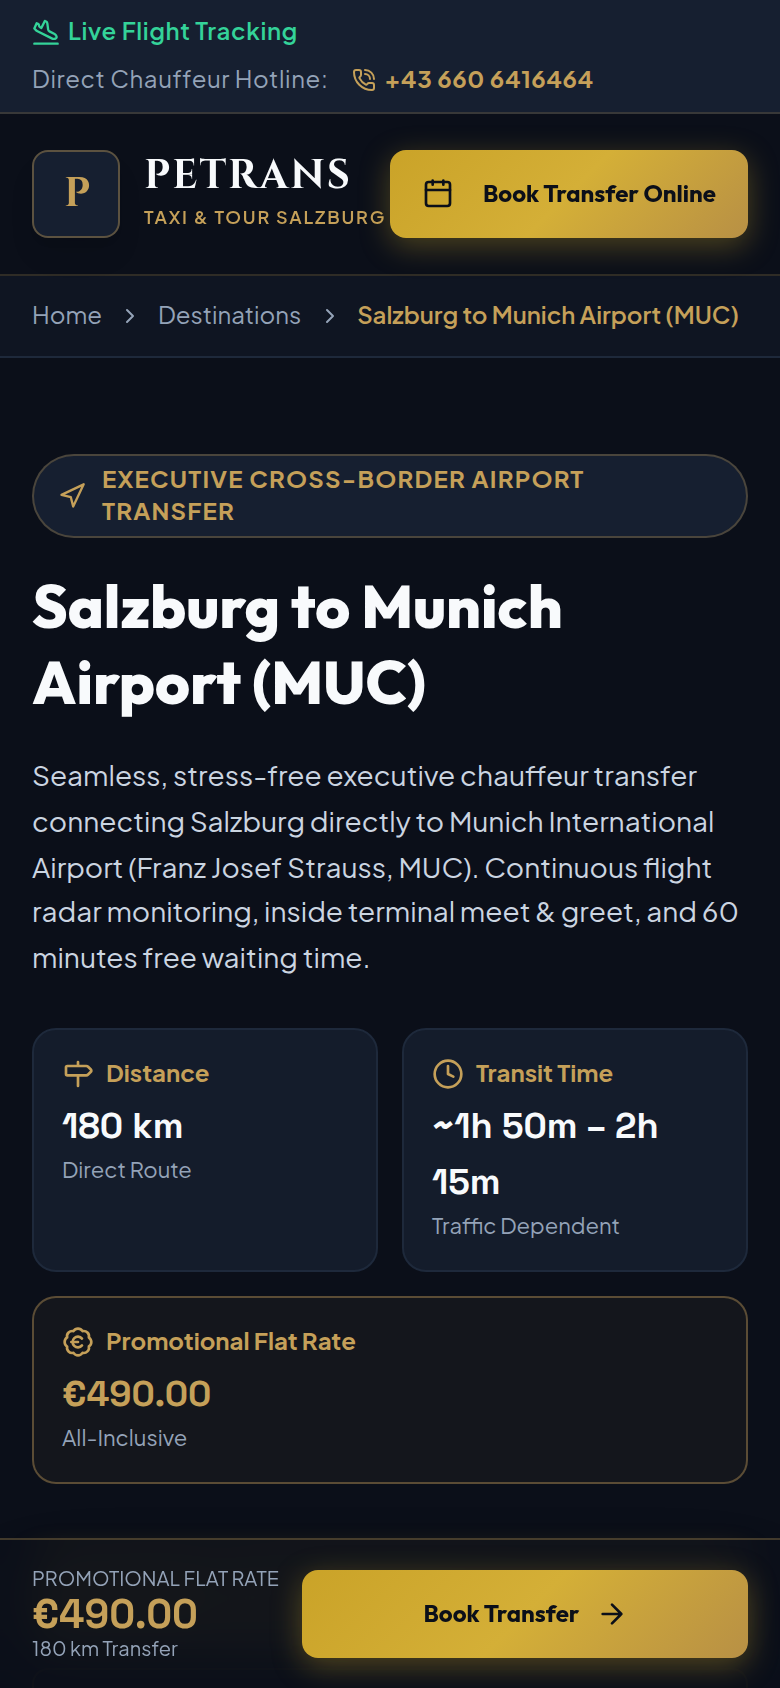 Live Flight Tracking
Direct Chauffeur Hotline: +43 660 6416464
P
PETRANS
TAXI & TOUR SALZBURG
Book Transfer Online
Home > Destinations > Salzburg to Munich Airport (MUC)
EXECUTIVE CROSS-BORDER AIRPORT
TRANSFER
Salzburg to Munich
Airport (MUC)
Seamless, stress-free executive chauffeur transfer
connecting Salzburg directly to Munich International
Airport (Franz Josef Strauss, MUC). Continuous flight
radar monitoring, inside terminal meet & greet, and 60
minutes free waiting time.
Distance
180 km
Direct Route
Transit Time
~1h 50m – 2h
15m
Traffic Dependent
Promotional Flat Rate
€490.00
All-Inclusive
PROMOTIONAL FLAT RATE
€490.00
180 km Transfer
Book Transfer →